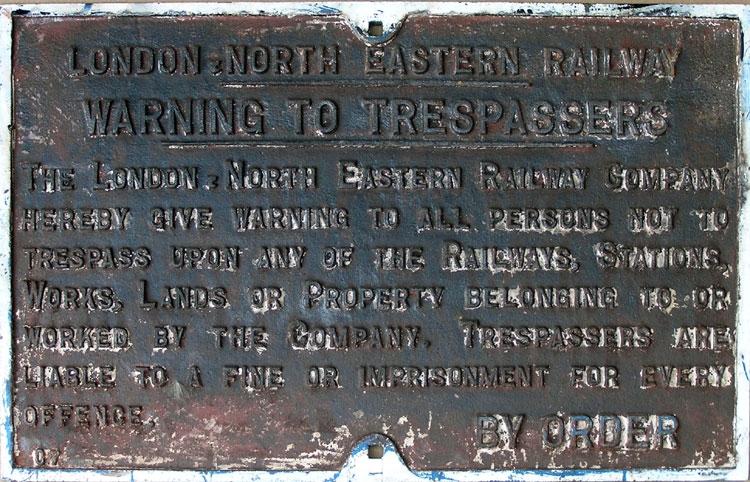 LONDON & NORTH EASTERN RAILWAY
WARNING TO TRESPASSERS
THE LONDON & NORTH EASTERN RAILWAY COMPANY
HEREBY GIVE WARNING TO ALL PERSONS NOT TO
TRESPASS UPON ANY OF THE RAILWAYS, STATIONS,
WORKS, LANDS OR PROPERTY BELONGING TO OR
WORKED BY THE COMPANY. TRESPASSERS ARE
LIABLE TO A FINE OR IMPRISONMENT FOR EVERY
OFFENCE.
BY ORDER